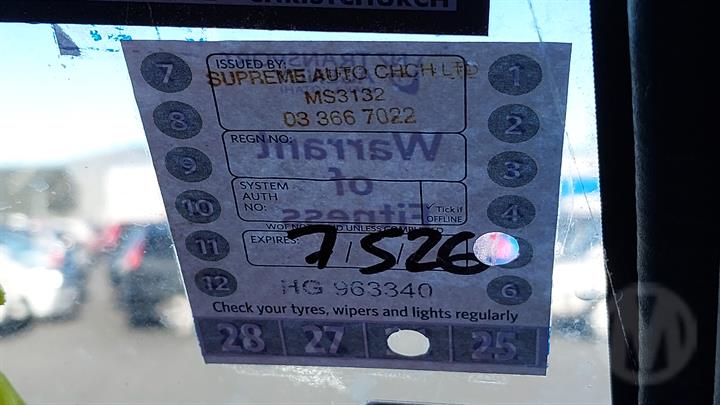 CHRISTCHURCH
ISSUED BY:
SUPREME AUTO CHCH LTD
MS3132
03 366 7022
REGN NO:
Warrant
of
Fitness
SYSTEM
AUTH
NO:
✓ Tick if
OFFLINE
EXPIRES: 7 / 5 / 26
HG 963340
Check your tyres, wipers and lights regularly
7 8 9 10 11 12
1 2 3 4 6
28 27 25